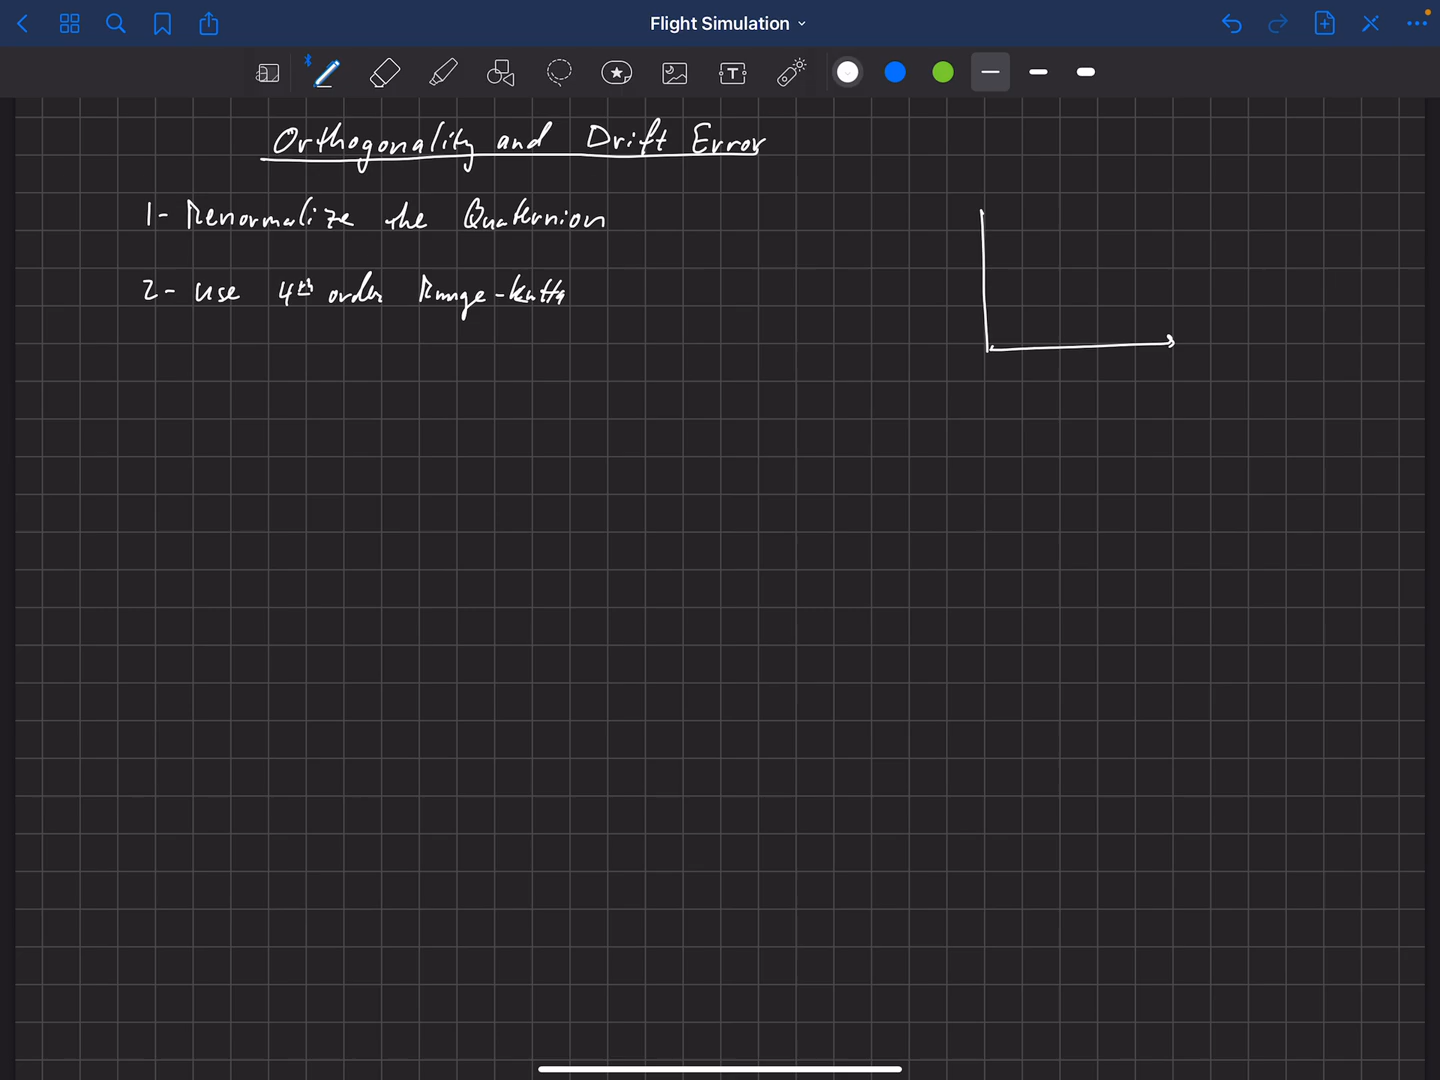 Flight Simulation
Orthogonality and Drift Error
1- Renormalize the Quaternion
2- Use 4th order Runge-Kutta